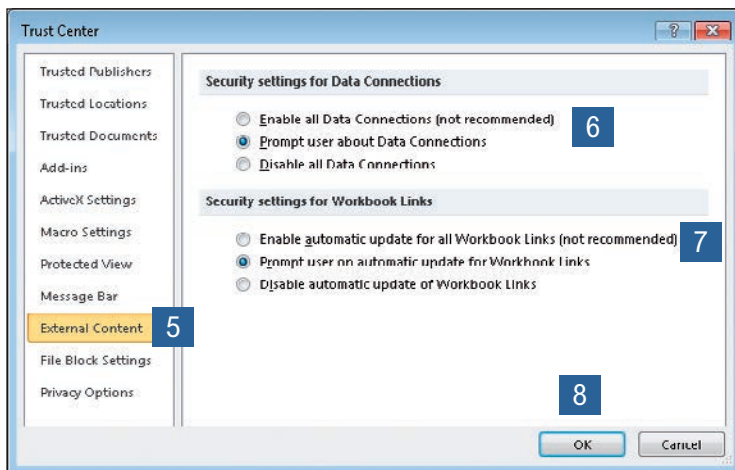 Trust Center
Trusted Publishers
Trusted Locations
Trusted Documents
Add-ins
ActiveX Settings
Macro Settings
Protected View
Message Bar
External Content 5
File Block Settings
Privacy Options
Security settings for Data Connections
Enable all Data Connections (not recommended) 6
Prompt user about Data Connections
Disable all Data Connections
Security settings for Workbook Links
Enable automatic update for all Workbook Links (not recommended) 7
Prompt user on automatic update for Workbook Links
Disable automatic update of Workbook Links
8
OK Cancel